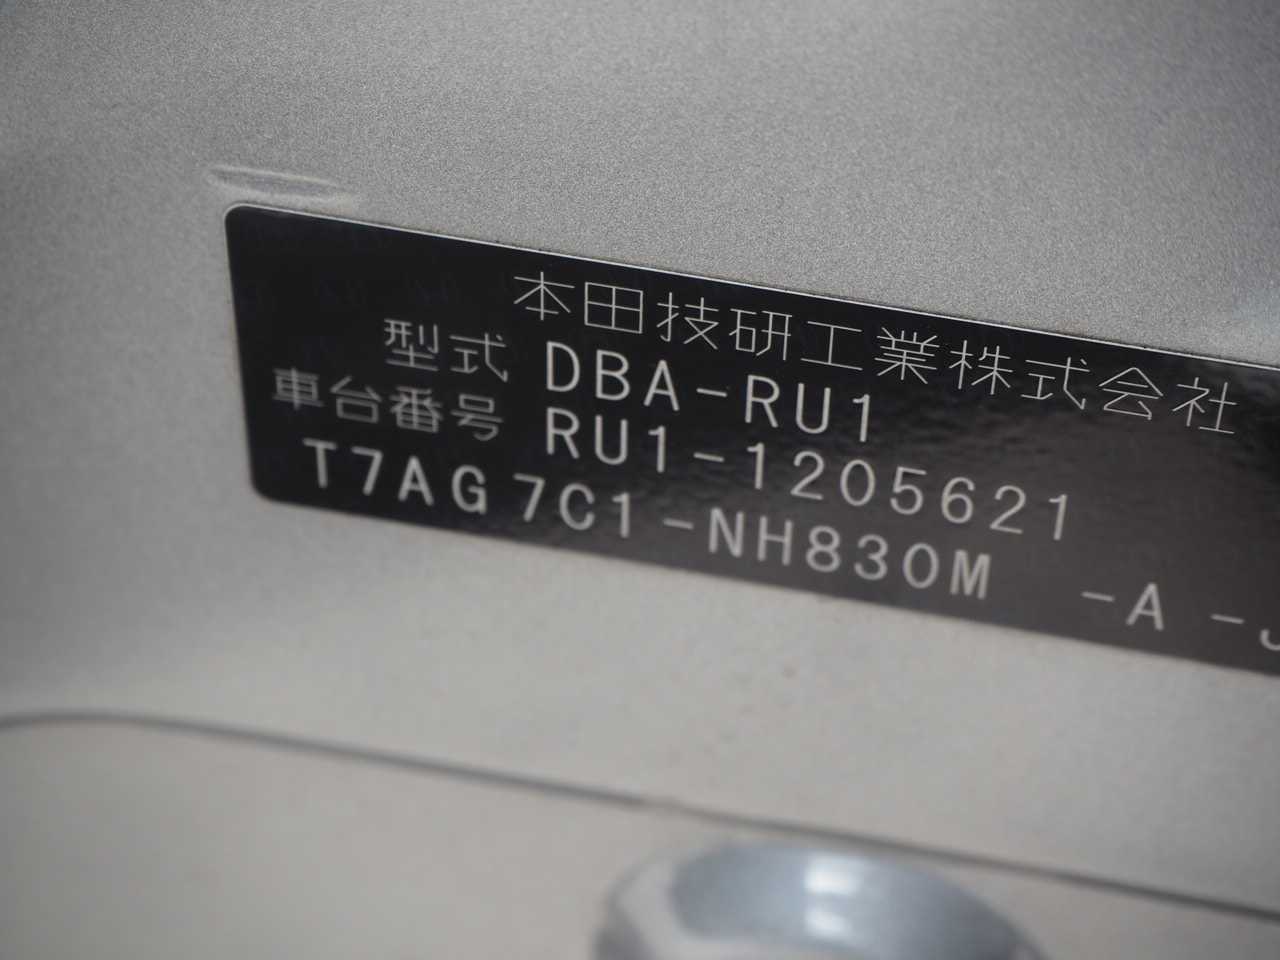 本田技研工業株式会社
型式 DBA-RU1
車台番号 RU1-1205621
T7AG7C1-NH830M -A -J